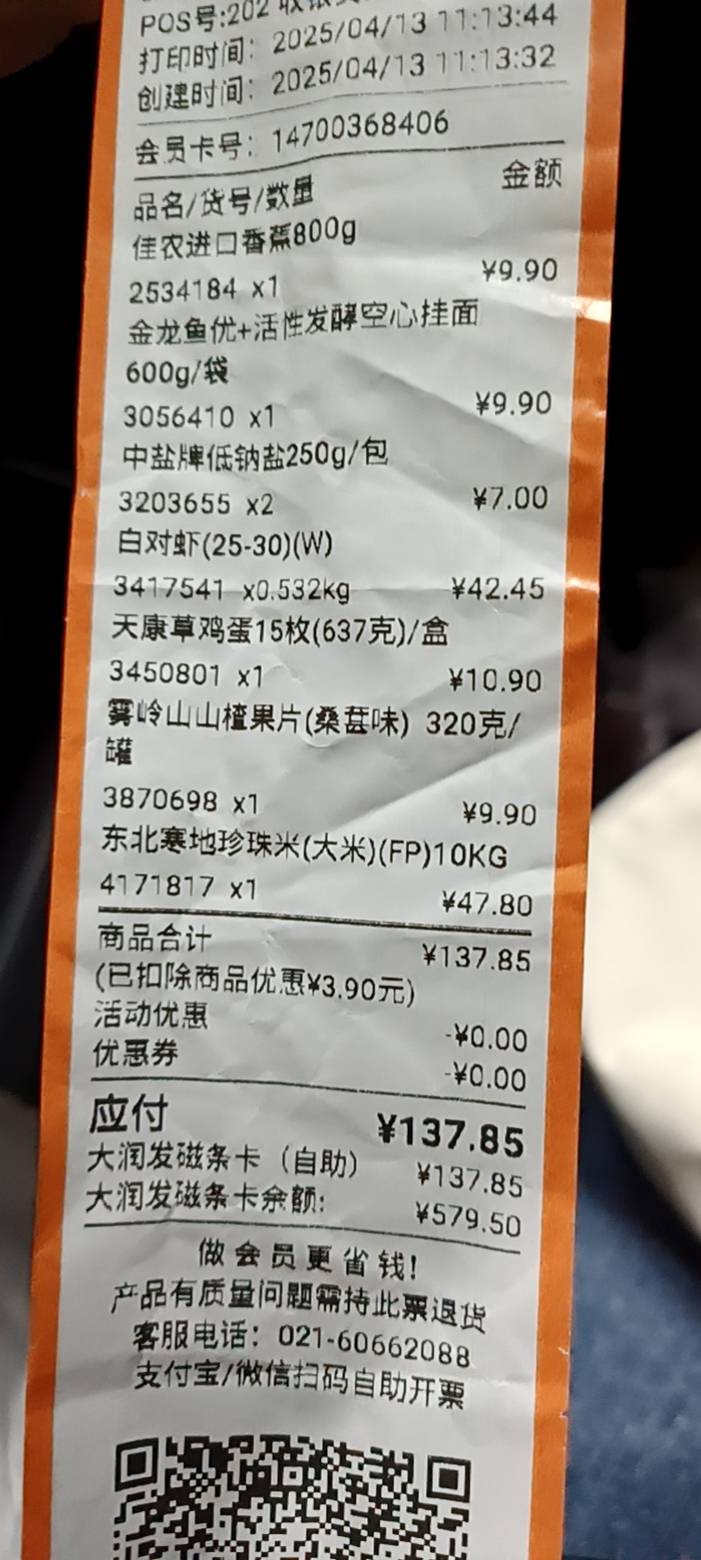 POS号:202
打印时间: 2025/04/13 11:13:44
创建时间: 2025/04/13 11:13:32
会员卡号: 14700368406
品名/货号/数量 金额
佳农进口香蕉800g
2534184 x1 ¥9.90
金龙鱼优+活性发酵空心挂面
600g/袋
3056410 x1 ¥9.90
中盐牌低钠盐250g/包
3203655 x2 ¥7.00
白对虾(25-30)(W)
3417541 x0.532kg ¥42.45
天康草鸡蛋15枚(637克)/盒
3450801 x1 ¥10.90
雾岭山山楂果片(桑葚味) 320克/
罐
3870698 x1 ¥9.90
东北寒地珍珠米(大米)(FP)10KG
4171817 x1 ¥47.80
商品合计 ¥137.85
(已扣除商品优惠¥3.90元)
活动优惠 -¥0.00
优惠券 -¥0.00
应付 ¥137.85
大润发磁条卡（自助） ¥137.85
大润发磁条卡余额: ¥579.50
做会员更省钱!
产品有质量问题需持此票退货
客服电话: 021-60662088
支付宝/微信扫码自助开票